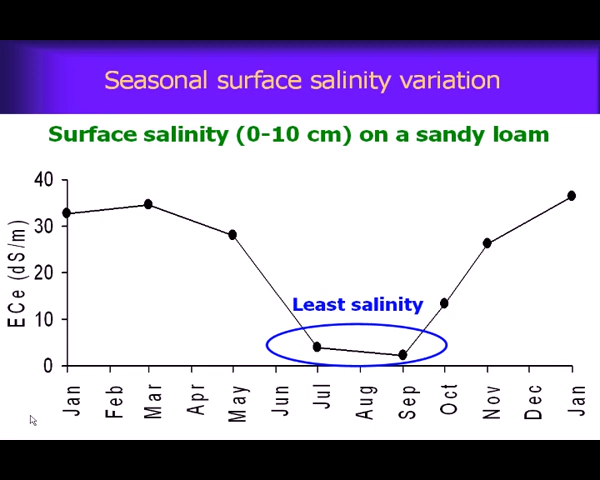 Seasonal surface salinity variation
Surface salinity (0-10 cm) on a sandy loam
ECe (dS/m)
40
30
20
10
0
Least salinity
Jan
Feb
Mar
Apr
May
Jun
Jul
Aug
Sep
Oct
Nov
Dec
Jan